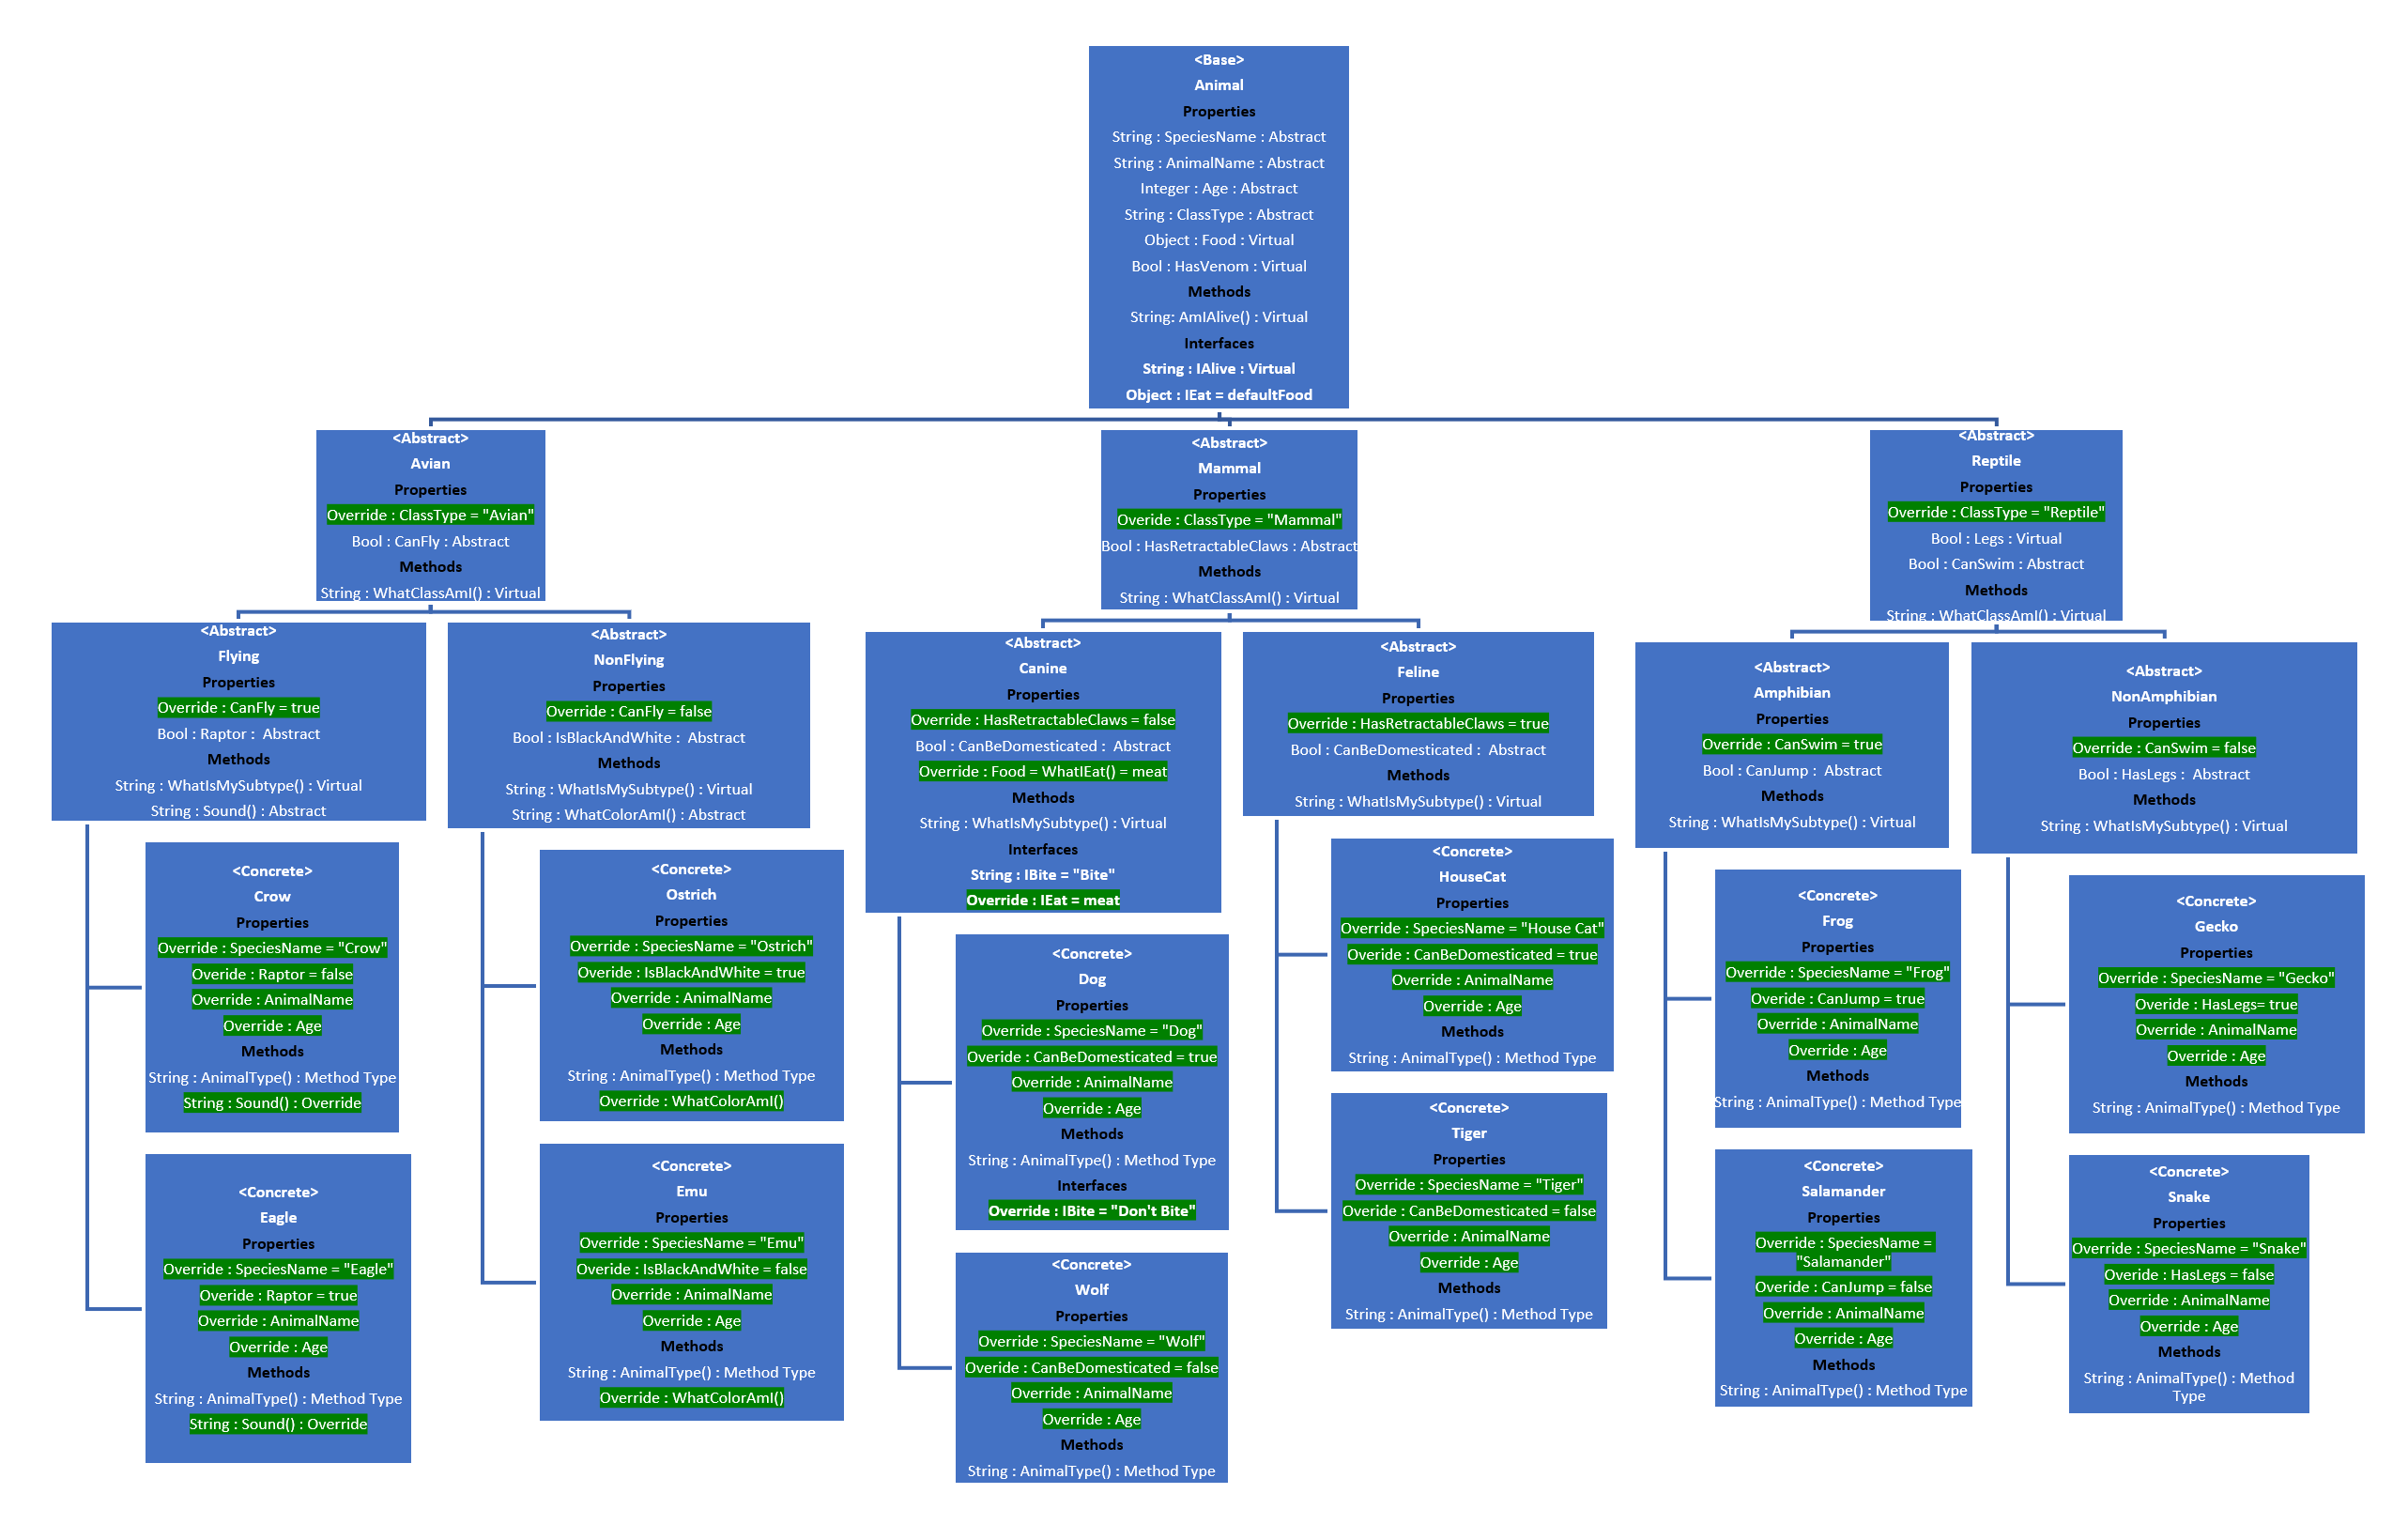 <Base>
Animal
Properties
String : SpeciesName : Abstract
String : AnimalName : Abstract
Integer : Age : Abstract
String : ClassType : Abstract
Object : Food : Virtual
Bool : HasVenom : Virtual
Methods
String: AmIAlive() : Virtual
Interfaces
String : IAlive : Virtual
Object : IEat = defaultFood
<Abstract>
Avian
Properties
Override : ClassType = "Avian"
Bool : CanFly : Abstract
Methods
String : WhatClassAmI() : Virtual
<Abstract>
Mammal
Properties
Overide : ClassType = "Mammal"
Bool : HasRetractableClaws : Abstract
Methods
String : WhatClassAmI() : Virtual
<Abstract>
Reptile
Properties
Override : ClassType = "Reptile"
Bool : Legs : Virtual
Bool : CanSwim : Abstract
Methods
String : WhatClassAmI() : Virtual
<Abstract>
Flying
Properties
Override : CanFly = true
Bool : Raptor :  Abstract
Methods
String : WhatIsMySubtype() : Virtual
String : Sound() : Abstract
<Abstract>
NonFlying
Properties
Override : CanFly = false
Bool : IsBlackAndWhite :  Abstract
Methods
String : WhatIsMySubtype() : Virtual
String : WhatColorAmI() : Abstract
<Abstract>
Canine
Properties
Override : HasRetractableClaws = false
Bool : CanBeDomesticated :  Abstract
Override : Food = WhatIEat() = meat
Methods
String : WhatIsMySubtype() : Virtual
Interfaces
String : IBite = "Bite"
Override : IEat = meat
<Abstract>
Feline
Properties
Override : HasRetractableClaws = true
Bool : CanBeDomesticated :  Abstract
Methods
String : WhatIsMySubtype() : Virtual
<Abstract>
Amphibian
Properties
Override : CanSwim = true
Bool : CanJump :  Abstract
Methods
String : WhatIsMySubtype() : Virtual
<Abstract>
NonAmphibian
Properties
Override : CanSwim = false
Bool : HasLegs :  Abstract
Methods
String : WhatIsMySubtype() : Virtual
<Concrete>
Crow
Properties
Override : SpeciesName = "Crow"
Overide : Raptor = false
Override : AnimalName
Override : Age
Methods
String : AnimalType() : Method Type
String : Sound() : Override
<Concrete>
Eagle
Properties
Override : SpeciesName = "Eagle"
Overide : Raptor = true
Override : AnimalName
Override : Age
Methods
String : AnimalType() : Method Type
String : Sound() : Override
<Concrete>
Ostrich
Properties
Override : SpeciesName = "Ostrich"
Overide : IsBlackAndWhite = true
Override : AnimalName
Override : Age
Methods
String : AnimalType() : Method Type
Override : WhatColorAmI()
<Concrete>
Emu
Properties
Override : SpeciesName = "Emu"
Overide : IsBlackAndWhite = false
Override : AnimalName
Override : Age
Methods
String : AnimalType() : Method Type
Override : WhatColorAmI()
<Concrete>
Dog
Properties
Override : SpeciesName = "Dog"
Overide : CanBeDomesticated = true
Override : AnimalName
Override : Age
Methods
String : AnimalType() : Method Type
Interfaces
Override : IBite = "Don't Bite"
<Concrete>
Wolf
Properties
Override : SpeciesName = "Wolf"
Overide : CanBeDomesticated = false
Override : AnimalName
Override : Age
Methods
String : AnimalType() : Method Type
<Concrete>
HouseCat
Properties
Override : SpeciesName = "House Cat"
Overide : CanBeDomesticated = true
Override : AnimalName
Override : Age
Methods
String : AnimalType() : Method Type
<Concrete>
Tiger
Properties
Override : SpeciesName = "Tiger"
Overide : CanBeDomesticated = false
Override : AnimalName
Override : Age
Methods
String : AnimalType() : Method Type
<Concrete>
Frog
Properties
Override : SpeciesName = "Frog"
Overide : CanJump = true
Override : AnimalName
Override : Age
Methods
String : AnimalType() : Method Type
<Concrete>
Salamander
Properties
Override : SpeciesName =
"Salamander"
Overide : CanJump = false
Override : AnimalName
Override : Age
Methods
String : AnimalType() : Method Type
<Concrete>
Gecko
Properties
Override : SpeciesName = "Gecko"
Overide : HasLegs= true
Override : AnimalName
Override : Age
Methods
String : AnimalType() : Method Type
<Concrete>
Snake
Properties
Override : SpeciesName = "Snake"
Overide : HasLegs = false
Override : AnimalName
Override : Age
Methods
String : AnimalType() : Method
Type